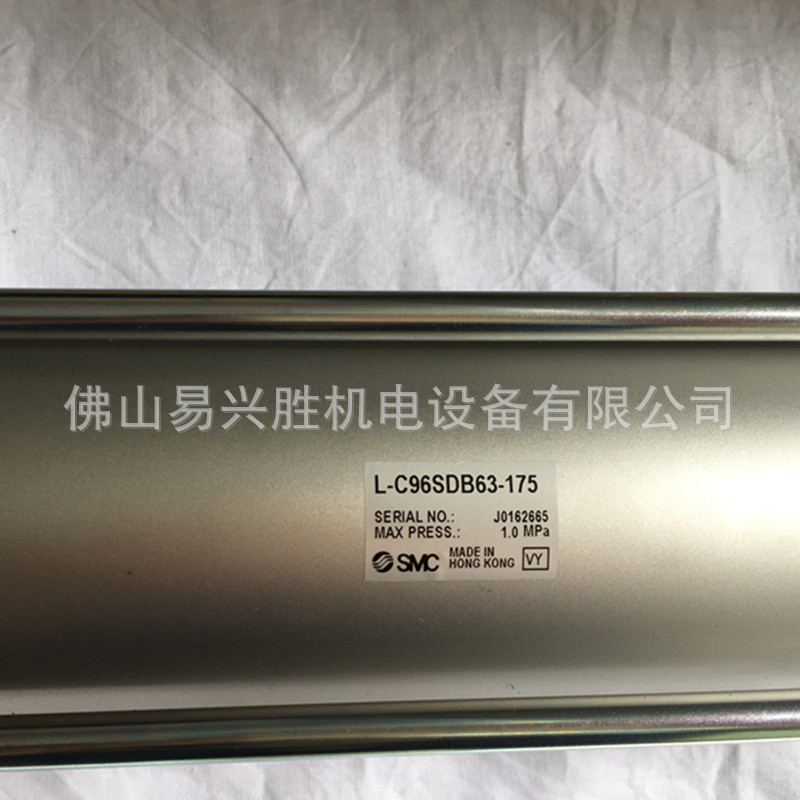 佛山易兴胜机电设备有限公司
L-C96SDB63-175
SERIAL NO.: J0162665
MAX PRESS.: 1.0 MPa
SMC MADE IN HONG KONG VY